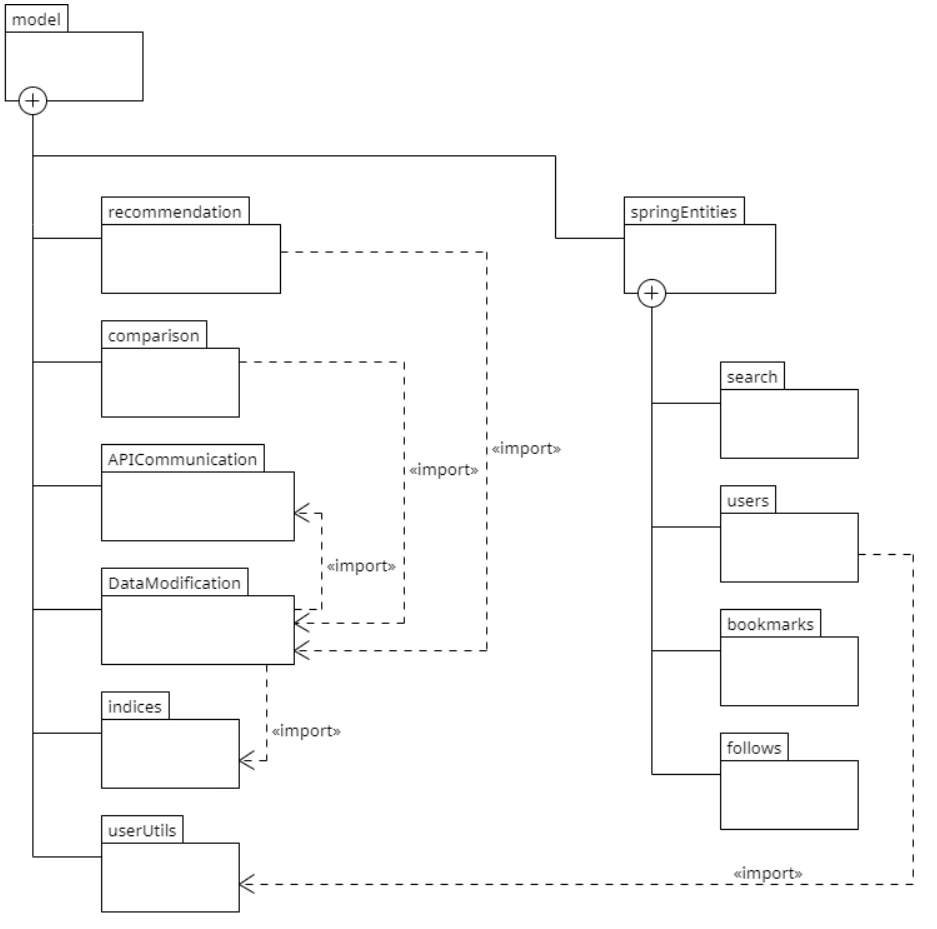 model
recommendation
springEntities
comparison
search
«import»
APICommunication
«import»
users
«import»
DataModification
bookmarks
indices
«import»
follows
userUtils
«import»